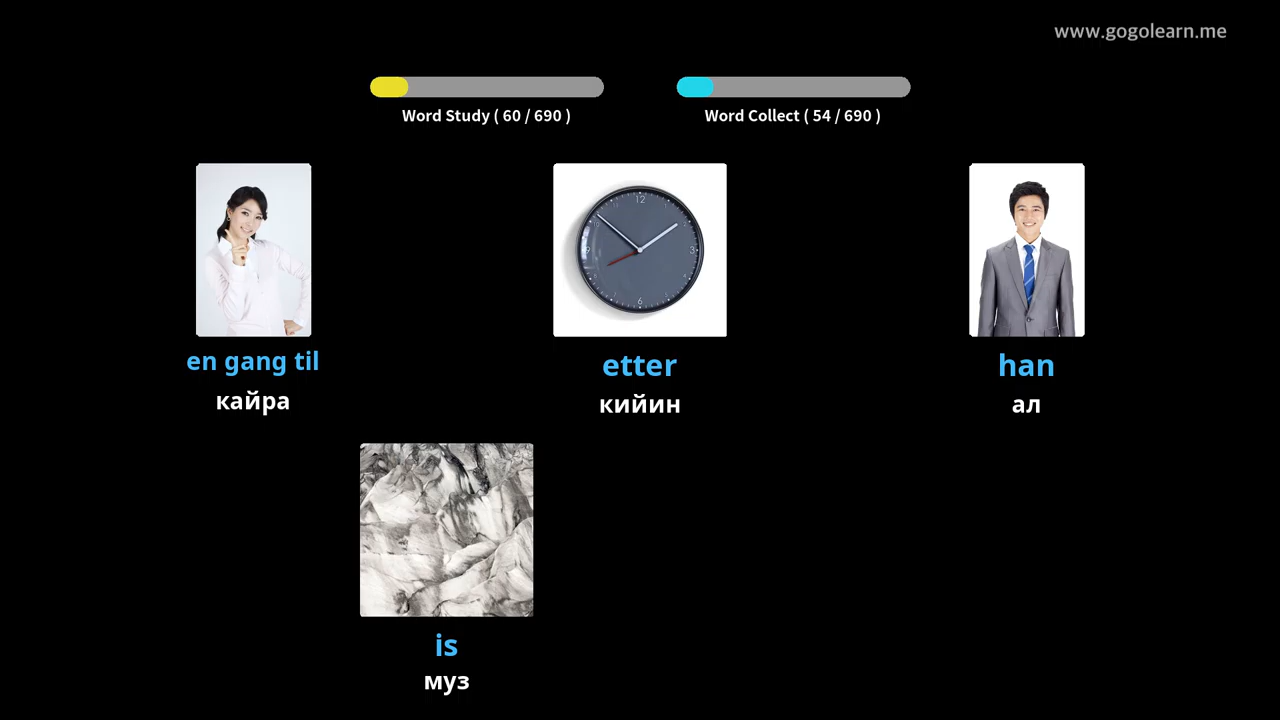 www.gogolearn.me
Word Study ( 60 / 690 )
Word Collect ( 54 / 690 )
en gang til
кайра
etter
кийин
han
ал
is
муз